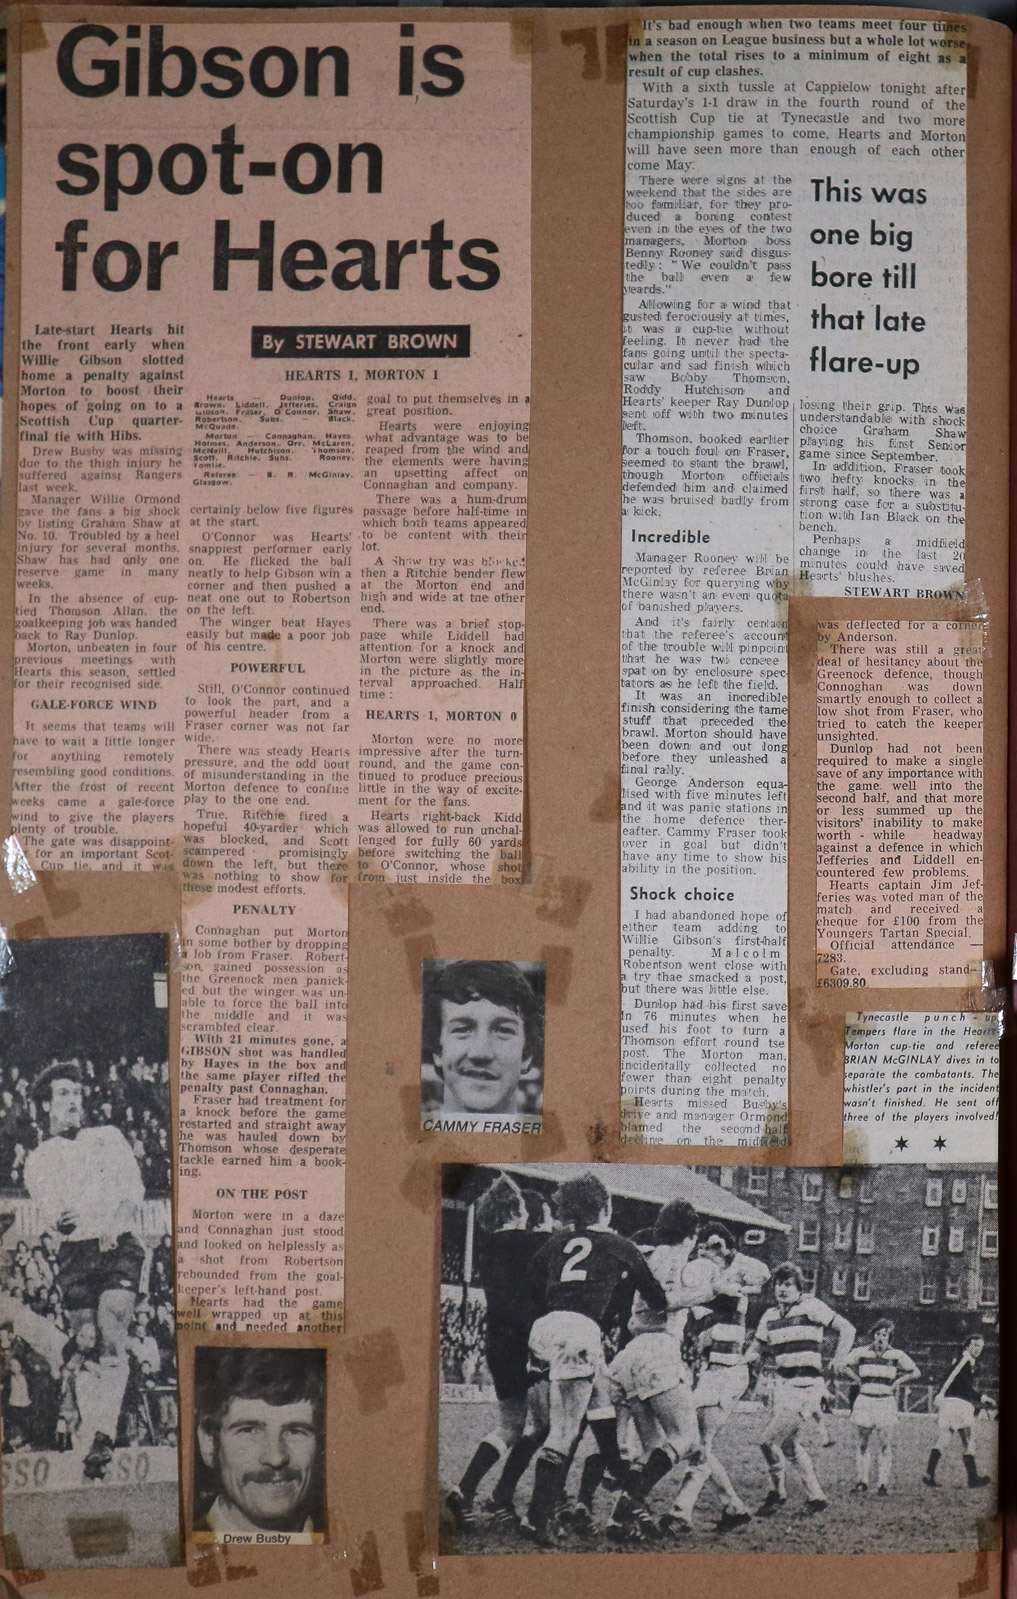 Gibson is
spot-on
for Hearts
Late-start Hearts hit
the front early when
Willie Gibson slotted
home a penalty against
Morton to boost their
hopes of going on to a
Scottish Cup quarter-
final tie with Hibs.
Drew Busby was missing
due to the thigh injury he
suffered against Rangers
last week.
Manager Willie Ormond
gave the fans a big shock
by listing Graham Shaw at
No. 10. Troubled by a heel
injury for several months,
Shaw has had only one
reserve game in many
weeks.
In the absence of cup-
tied Thomson Allan, the
goalkeeping job was handed
back to Ray Dunlop.
Morton, unbeaten in four
previous meetings with
Hearts this season, settled
for their recognised side.
GALE-FORCE WIND
It seems that teams will
have to wait a little longer
for anything remotely
resembling good conditions.
After the frost of recent
weeks came a gale-force
wind to give the players
plenty of trouble.
The gate was disappoint-
for an important Scot-
Cup tie, and it was
By STEWART BROWN
HEARTS 1, MORTON 1
Hearts — Dunlop, Kidd,
Brown, Liddell, Jefferies, Craig,
Gibson, Fraser, O'Connor, Shaw,
Robertson. Subs. Black,
McQuade.
Morton — Connaghan, Hayes,
Holmes, Anderson, Orr, McLaren,
McNeill, Hutchison, Thomson,
Scott, Ritchie. Subs. Rooney,
Tomlie.
Referee — B. R. McGinlay,
Glasgow.
certainly below five figures
at the start.
O'Connor was Hearts'
snappiest performer early
on. He flicked the ball
neatly to help Gibson win a
corner and then pushed a
neat one out to Robertson
on the left.
The winger beat Hayes
easily but made a poor job
of his centre.
POWERFUL
Still, O'Connor continued
to look the part, and a
powerful header from a
Fraser corner was not far
wide.
There was steady Hearts
pressure, and the odd bout
of misunderstanding in the
Morton defence to confine
play to the one end.
True, Ritchie fired a
hopeful 40-yarder which
was blocked, and Scott
scampered promisingly
down the left, but there
was nothing to show for
these modest efforts.
PENALTY
Connaghan put Morton
in some bother by dropping
a lob from Fraser. Robert-
son, gained possession as
the Greenock men panick-
ed but the winger was un-
able to force the ball into
the middle and it was
scrambled clear.
With 21 minutes gone, a
GIBSON shot was handled
by Hayes in the box and
the same player rifled the
penalty past Connaghan.
Fraser had treatment for
a knock before the game
restarted and straight away
he was hauled down by
Thomson whose desperate
tackle earned him a book-
ing.
ON THE POST
Morton were in a daze
and Connaghan just stood
and looked on helplessly as
a shot from Robertson
rebounded from the goal-
keeper's left-hand post.
Hearts had the game
well wrapped up at this
point and needed another
goal to put themselves in a
great position.
Hearts were enjoying
what advantage was to be
reaped from the wind and
the elements were having
an upsetting affect on
Connaghan and company.
There was a hum-drum
passage before half-time in
which both teams appeared
to be content with their
lot.
A Shaw try was blocked
then a Ritchie bender flew
at the Morton end and
high and wide at the other
end.
There was a brief stop-
page while Liddell had
attention for a knock and
Morton were slightly more
in the picture as the in-
terval approached. Half
time :
HEARTS 1, MORTON 0
Morton were no more
impressive after the turn-
round, and the game con-
tinued to produce precious
little in the way of excite-
ment for the fans.
Hearts right-back Kidd
was allowed to run unchal-
lenged for fully 60 yards
before switching the ball
to O'Connor, whose shot
from just inside the box
was deflected for a corner
by Anderson.
There was still a great
deal of hesitancy about the
Greenock defence, though
Connoghan was down
smartly enough to collect a
low shot from Fraser, who
tried to catch the keeper
unsighted.
Dunlop had not been
required to make a single
save of any importance with
the game well into the
second half, and that more
or less summed up the
visitors' inability to make
worth - while headway
against a defence in which
Jefferies and Liddell en-
countered few problems.
Hearts captain Jim Jef-
feries was voted man of the
match and received a
cheque for £100 from the
Youngers Tartan Special.
Official attendance —
7283.
Gate, excluding stand—
£6309.80.
It's bad enough when two teams meet four times
in a season on League business but a whole lot worse
when the total rises to a minimum of eight as a
result of cup clashes.
With a sixth tussle at Cappielow tonight after
Saturday's 1-1 draw in the fourth round of the
Scottish Cup tie at Tynecastle and two more
championship games to come, Hearts and Morton
will have seen more than enough of each other
come May.
This was
one big
bore till
that late
flare-up
There were signs at the
weekend that the sides are
too familiar, for they pro-
duced a boring contest
even in the eyes of the two
managers, Morton boss
Benny Rooney said disgus-
tedly: "We couldn't pass
the ball even a few
yeards."
Allowing for a wind that
gusted ferociously at times,
it was a cup-tie without
feeling. It never had the
fans going until the specta-
cular and sad finish which
saw Bobby Thomson,
Roddy Hutchison and
Hearts' keeper Ray Dunlop
sent off with two minutes
left.
Thomson, booked earlier
for a touch foul on Fraser,
seemed to start the brawl,
though Morton officials
defended him and claimed
he was bruised badly from
a kick.
Incredible
Manager Rooney will be
reported by referee Brian
McGinlay for querying why
there wasn't an even quota
of banished players.
And it's fairly certain
that the referee's account
of the trouble will pinpoint
that he was two
spat on by enclosure spec-
tators as he left the field.
It was an incredible
finish considering the tame
stuff that preceded the
brawl. Morton should have
been down and out long
before they unleashed a
final rally.
George Anderson equa-
lised with five minutes left
and it was panic stations in
the home defence ther-
eafter. Cammy Fraser took
over in goal but didn't
have any time to show his
ability in the position.
Shock choice
I had abandoned hope of
either team adding to
Willie Gibson's first-half
penalty. Malcolm
Robertson went close with
a try thae smacked a post,
but there was little else.
Dunlop had his first save
in 76 minutes when he
used his foot to turn a
Thomson effort round tse
post. The Morton man,
incidentally collected no
fewer than eight penalty
points during the match.
Hearts missed Busby's
drive and manager Ormond
blamed the second-half
decline on the midfield
losing their grip. This was
understandable with shock
choice Graham Shaw
playing his first Senior
game since September.
In addition, Fraser took
two hefty knocks in the
first half, so there was a
strong case for a substitu-
tion with Ian Black on the
bench.
Perhaps a midfield
change in the last 20
minutes could have saved
Hearts' blushes.
STEWART BROWN
Tynecastle punch - up.
Tempers flare in the Hearts-
Morton cup-tie and referee
BRIAN McGINLAY dives in to
separate the combatants. The
whistler's part in the incident
wasn't finished. He sent off
three of the players involved!
★ ★
CAMMY FRASER
Drew Busby
2
SSO
SSO